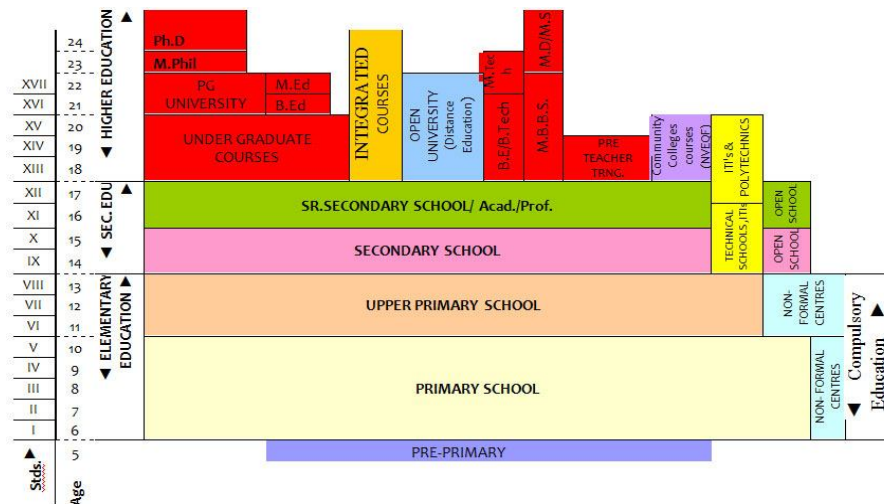 24
23
XVII
22
XVI
21
XV
20
XIV
19
XIII
18
XII
17
XI
16
X
15
IX
14
VIII
13
VII
12
VI
11
V
10
IV
9
III
8
II
7
I
6
5
Stds.
Age
◄ HIGHER EDUCATION ►
◄ SEC. EDU ►
◄ ELEMENTARY
EDUCATION ►
Ph.D
M.Phil
PG
UNIVERSITY
M.Ed
B.Ed
UNDER GRADUATE
COURSES
INTEGRATED
COURSES
OPEN
UNIVERSITY
(Distance
Education)
M.Tec
h
B.E/B.Tech
M.D/M.S
M.B.B.S.
PRE
TEACHER
TRNG.
Community
Colleges
courses
(NVEQF)
ITI's &
POLYTECHNICS
SR.SECONDARY SCHOOL/ Acad./Prof.
OPEN
SCHOOL
SECONDARY SCHOOL
TECHNICAL
SCHOOLS,ITIs
OPEN
SCHOOL
UPPER PRIMARY SCHOOL
NON-
FORMAL
CENTRES
PRIMARY SCHOOL
NON- FORMAL
CENTRES
◄ Compulsory
Education ►
PRE-PRIMARY